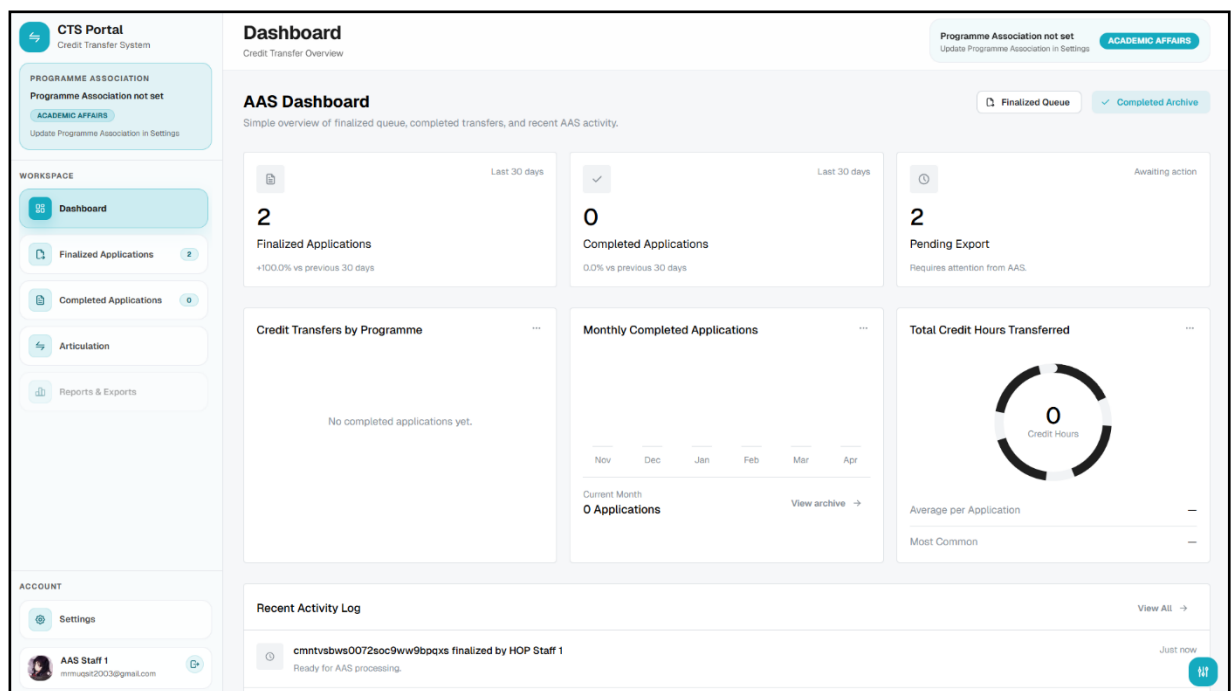 CTS Portal
Credit Transfer System
PROGRAMME ASSOCIATION
Programme Association not set
ACADEMIC AFFAIRS
Update Programme Association in Settings
WORKSPACE
Dashboard
Finalized Applications 2
Completed Applications 0
Articulation
Reports & Exports
ACCOUNT
Settings
AAS Staff 1
mrmuqsit2003@gmail.com
Dashboard
Credit Transfer Overview
Programme Association not set
Update Programme Association in Settings
ACADEMIC AFFAIRS
AAS Dashboard
Simple overview of finalized queue, completed transfers, and recent AAS activity.
Finalized Queue
Completed Archive
Last 30 days
2
Finalized Applications
+100.0% vs previous 30 days
Last 30 days
0
Completed Applications
0.0% vs previous 30 days
Awaiting action
2
Pending Export
Requires attention from AAS.
Credit Transfers by Programme ...
No completed applications yet.
Monthly Completed Applications ...
Nov Dec Jan Feb Mar Apr
Current Month
0 Applications
View archive →
Total Credit Hours Transferred ...
0
Credit Hours
Average per Application —
Most Common —
Recent Activity Log
View All →
cmntvsbws0072soc9ww9bpqxs finalized by HOP Staff 1
Just now
Ready for AAS processing.